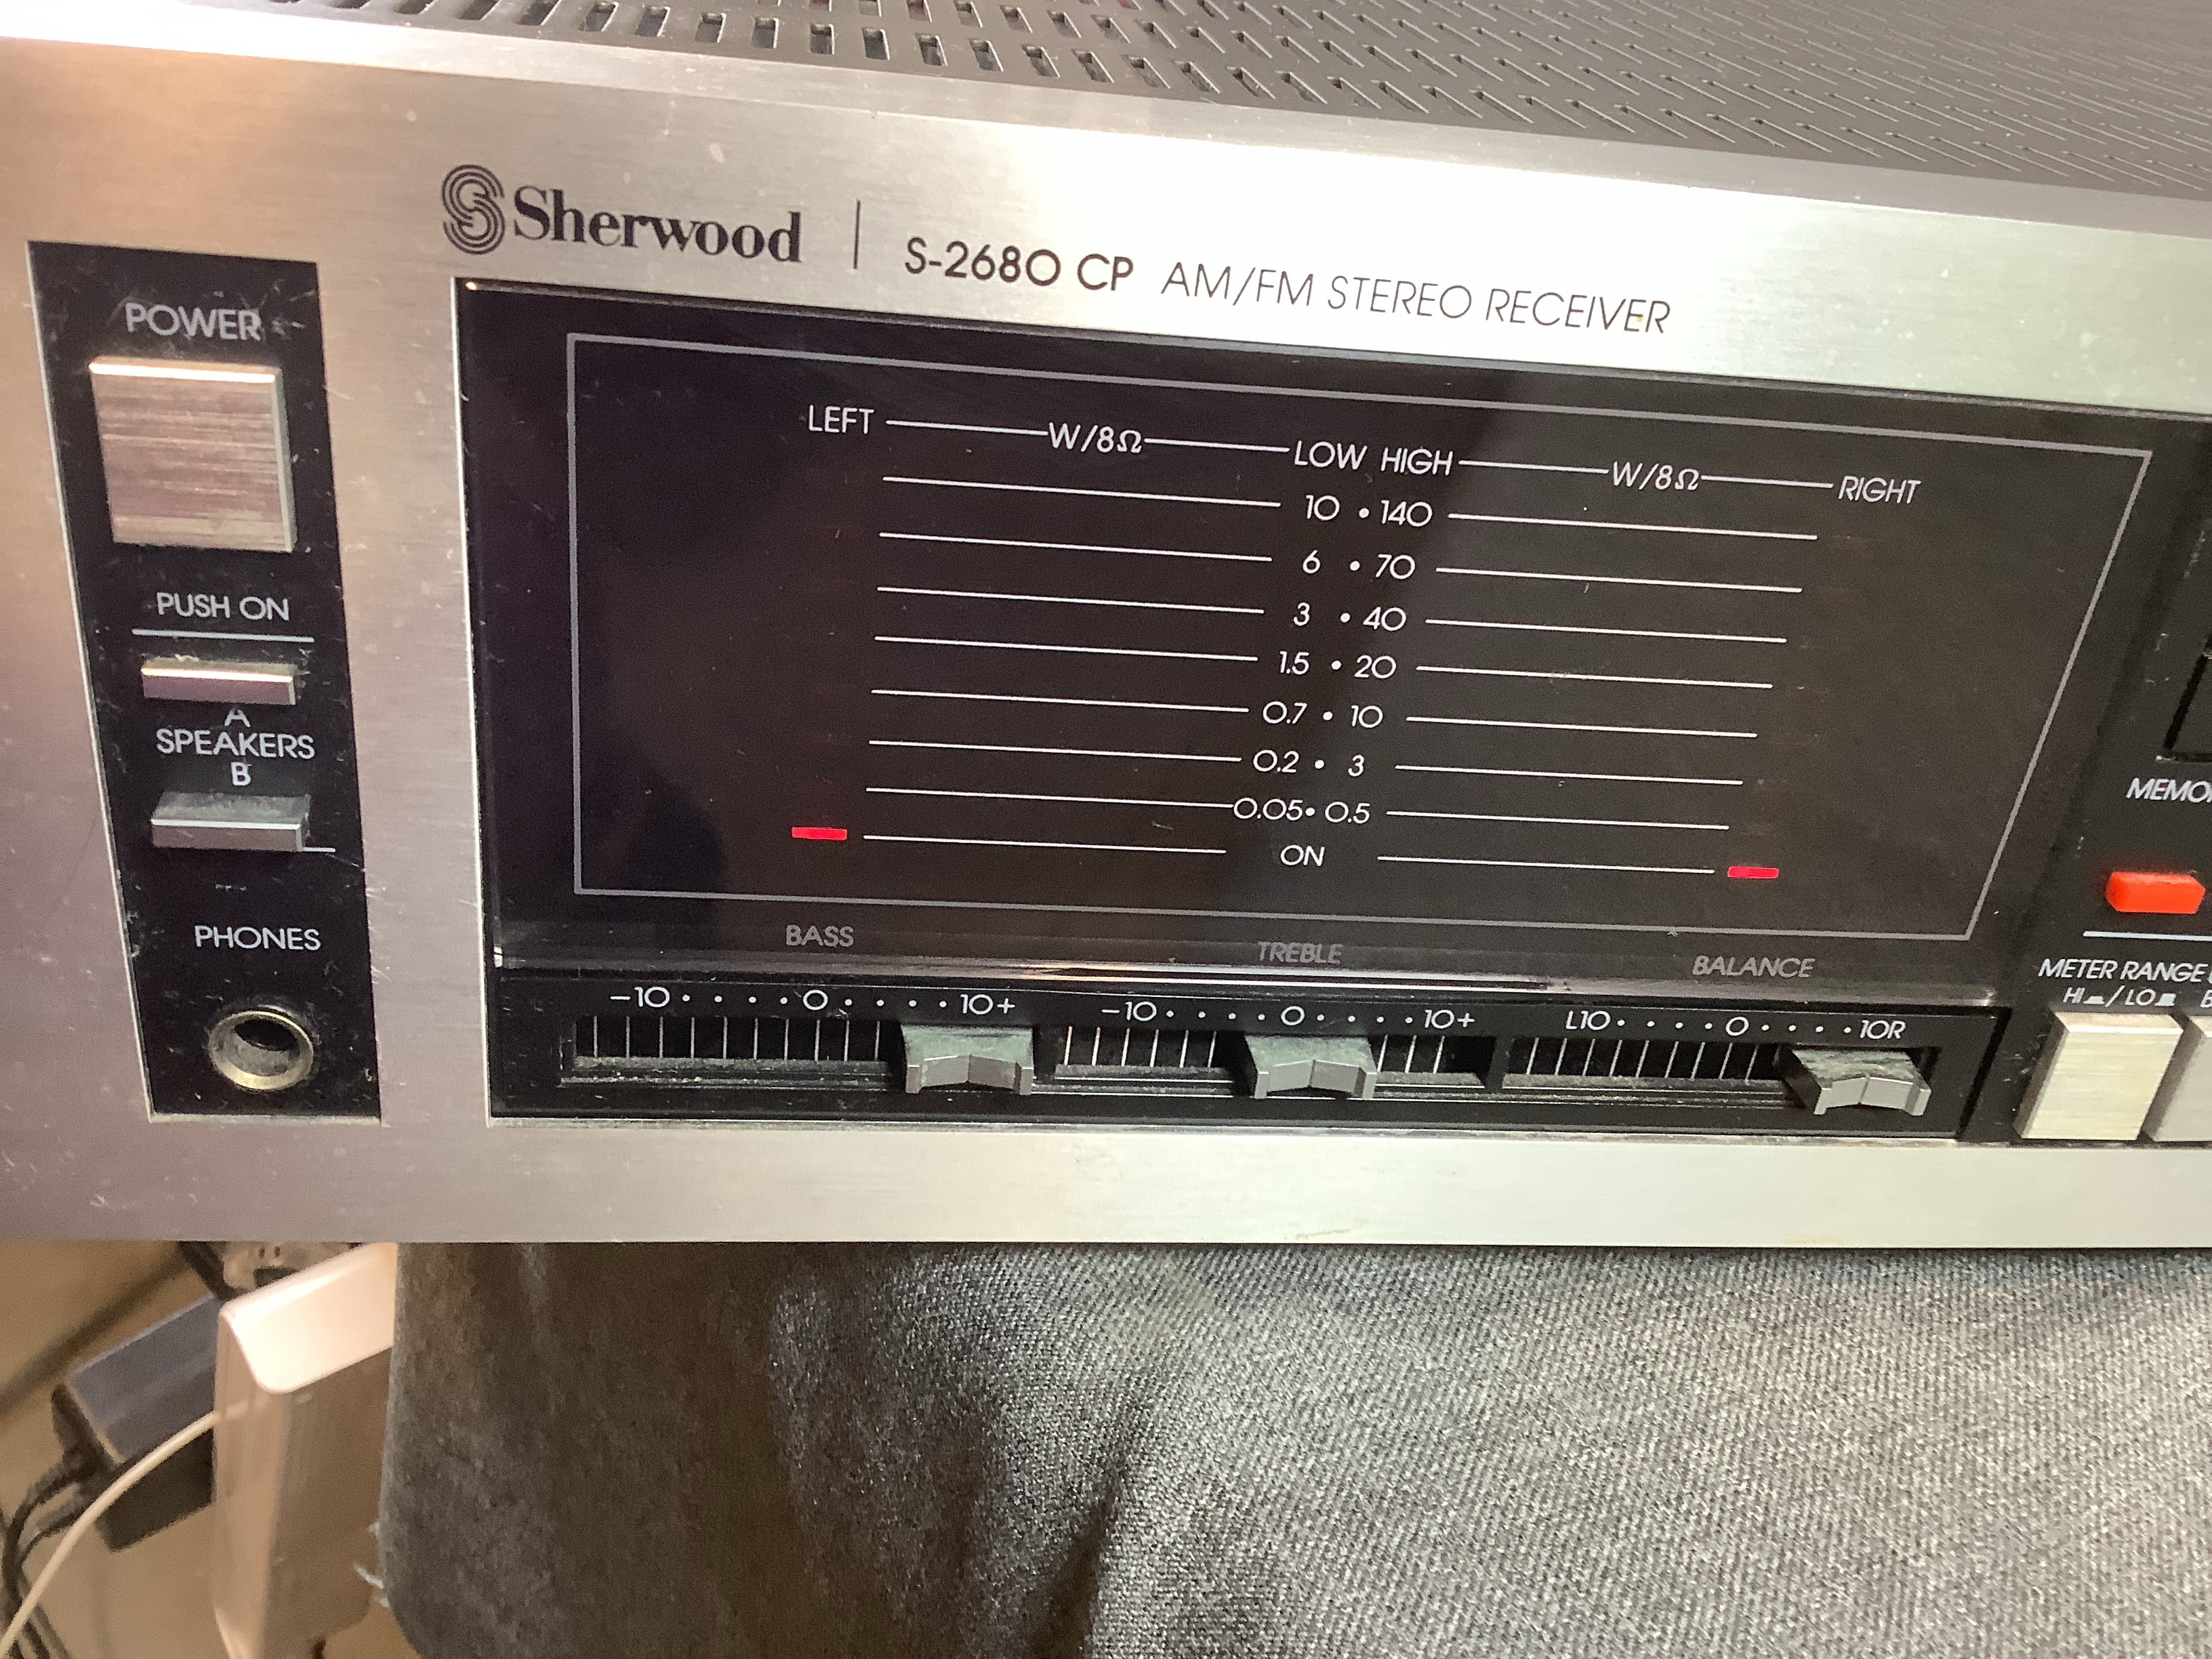 Sherwood | S-2680 CP AM/FM STEREO RECEIVER
POWER
PUSH ON
A
SPEAKERS
B
PHONES
LEFT W/8Ω LOW HIGH W/8Ω RIGHT
10 • 140
6 • 70
3 • 40
1.5 • 20
0.7 • 10
0.2 • 3
0.05 • 0.5
ON
BASS TREBLE BALANCE
-10 • • • • 0 • • • • 10+
-10 • • • • 0 • • • • 10+
L10 • • • • 0 • • • • 10R
MEMO
METER RANGE
HI / LO